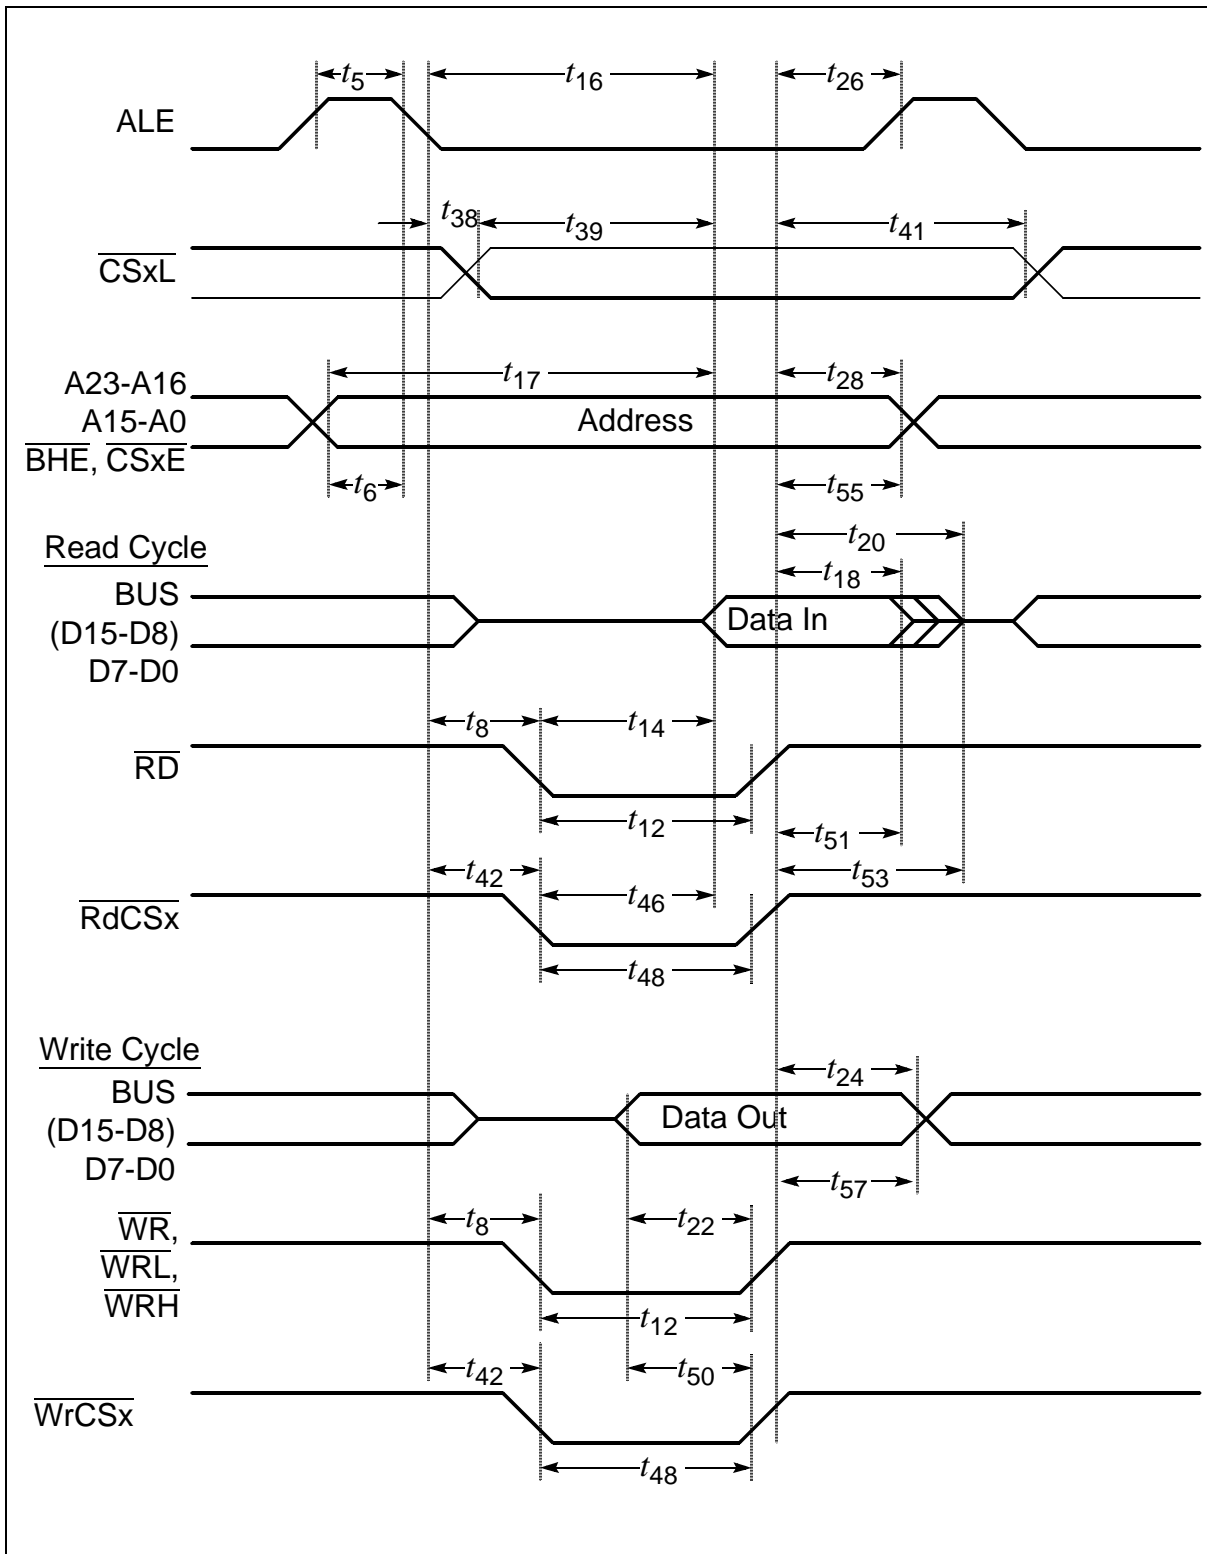 t5 t16 t26
ALE
t38 t39 t41
CSxL
A23-A16
t17 t28
A15-A0
Address
BHE, CSxE
t6 t55
t20
Read Cycle
t18
BUS
(D15-D8)
Data In
D7-D0
t8 t14
RD
t12 t51
t42 t53
t46
RdCSx
t48
Write Cycle
t24
BUS
(D15-D8)
Data Out
D7-D0
t57
t8 t22
WR,
WRL,
WRH
t12
t42 t50
WrCSx
t48